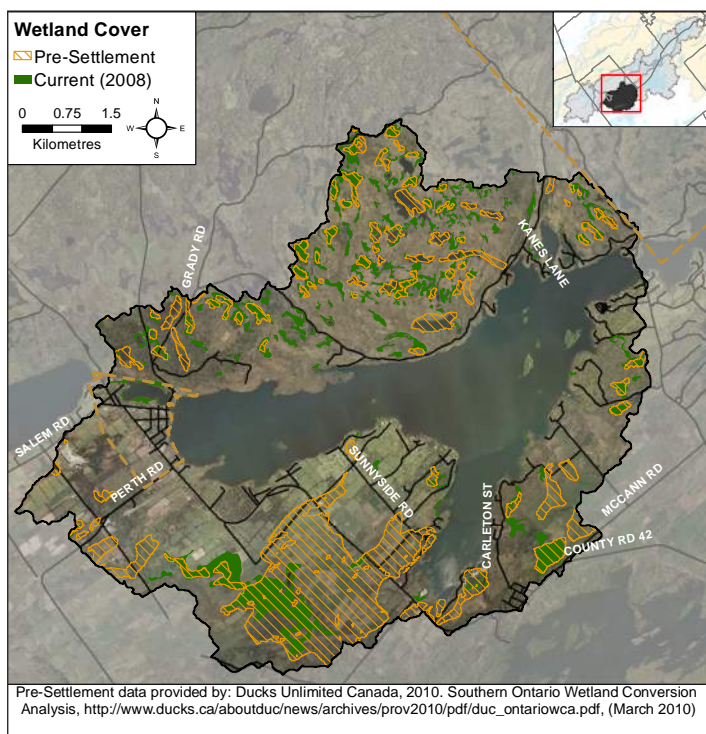 Wetland Cover
Pre-Settlement
Current (2008)
0 0.75 1.5
Kilometres
N
W E
S
GRADY RD
KANES LANE
SALEM RD
PERTH RD
SUNNYSIDE RD
CARLETON ST
MCCANN RD
COUNTY RD 42
Pre-Settlement data provided by: Ducks Unlimited Canada, 2010. Southern Ontario Wetland Conversion
Analysis, http://www.ducks.ca/aboutduc/news/archives/prov2010/pdf/duc_ontariowca.pdf, (March 2010)